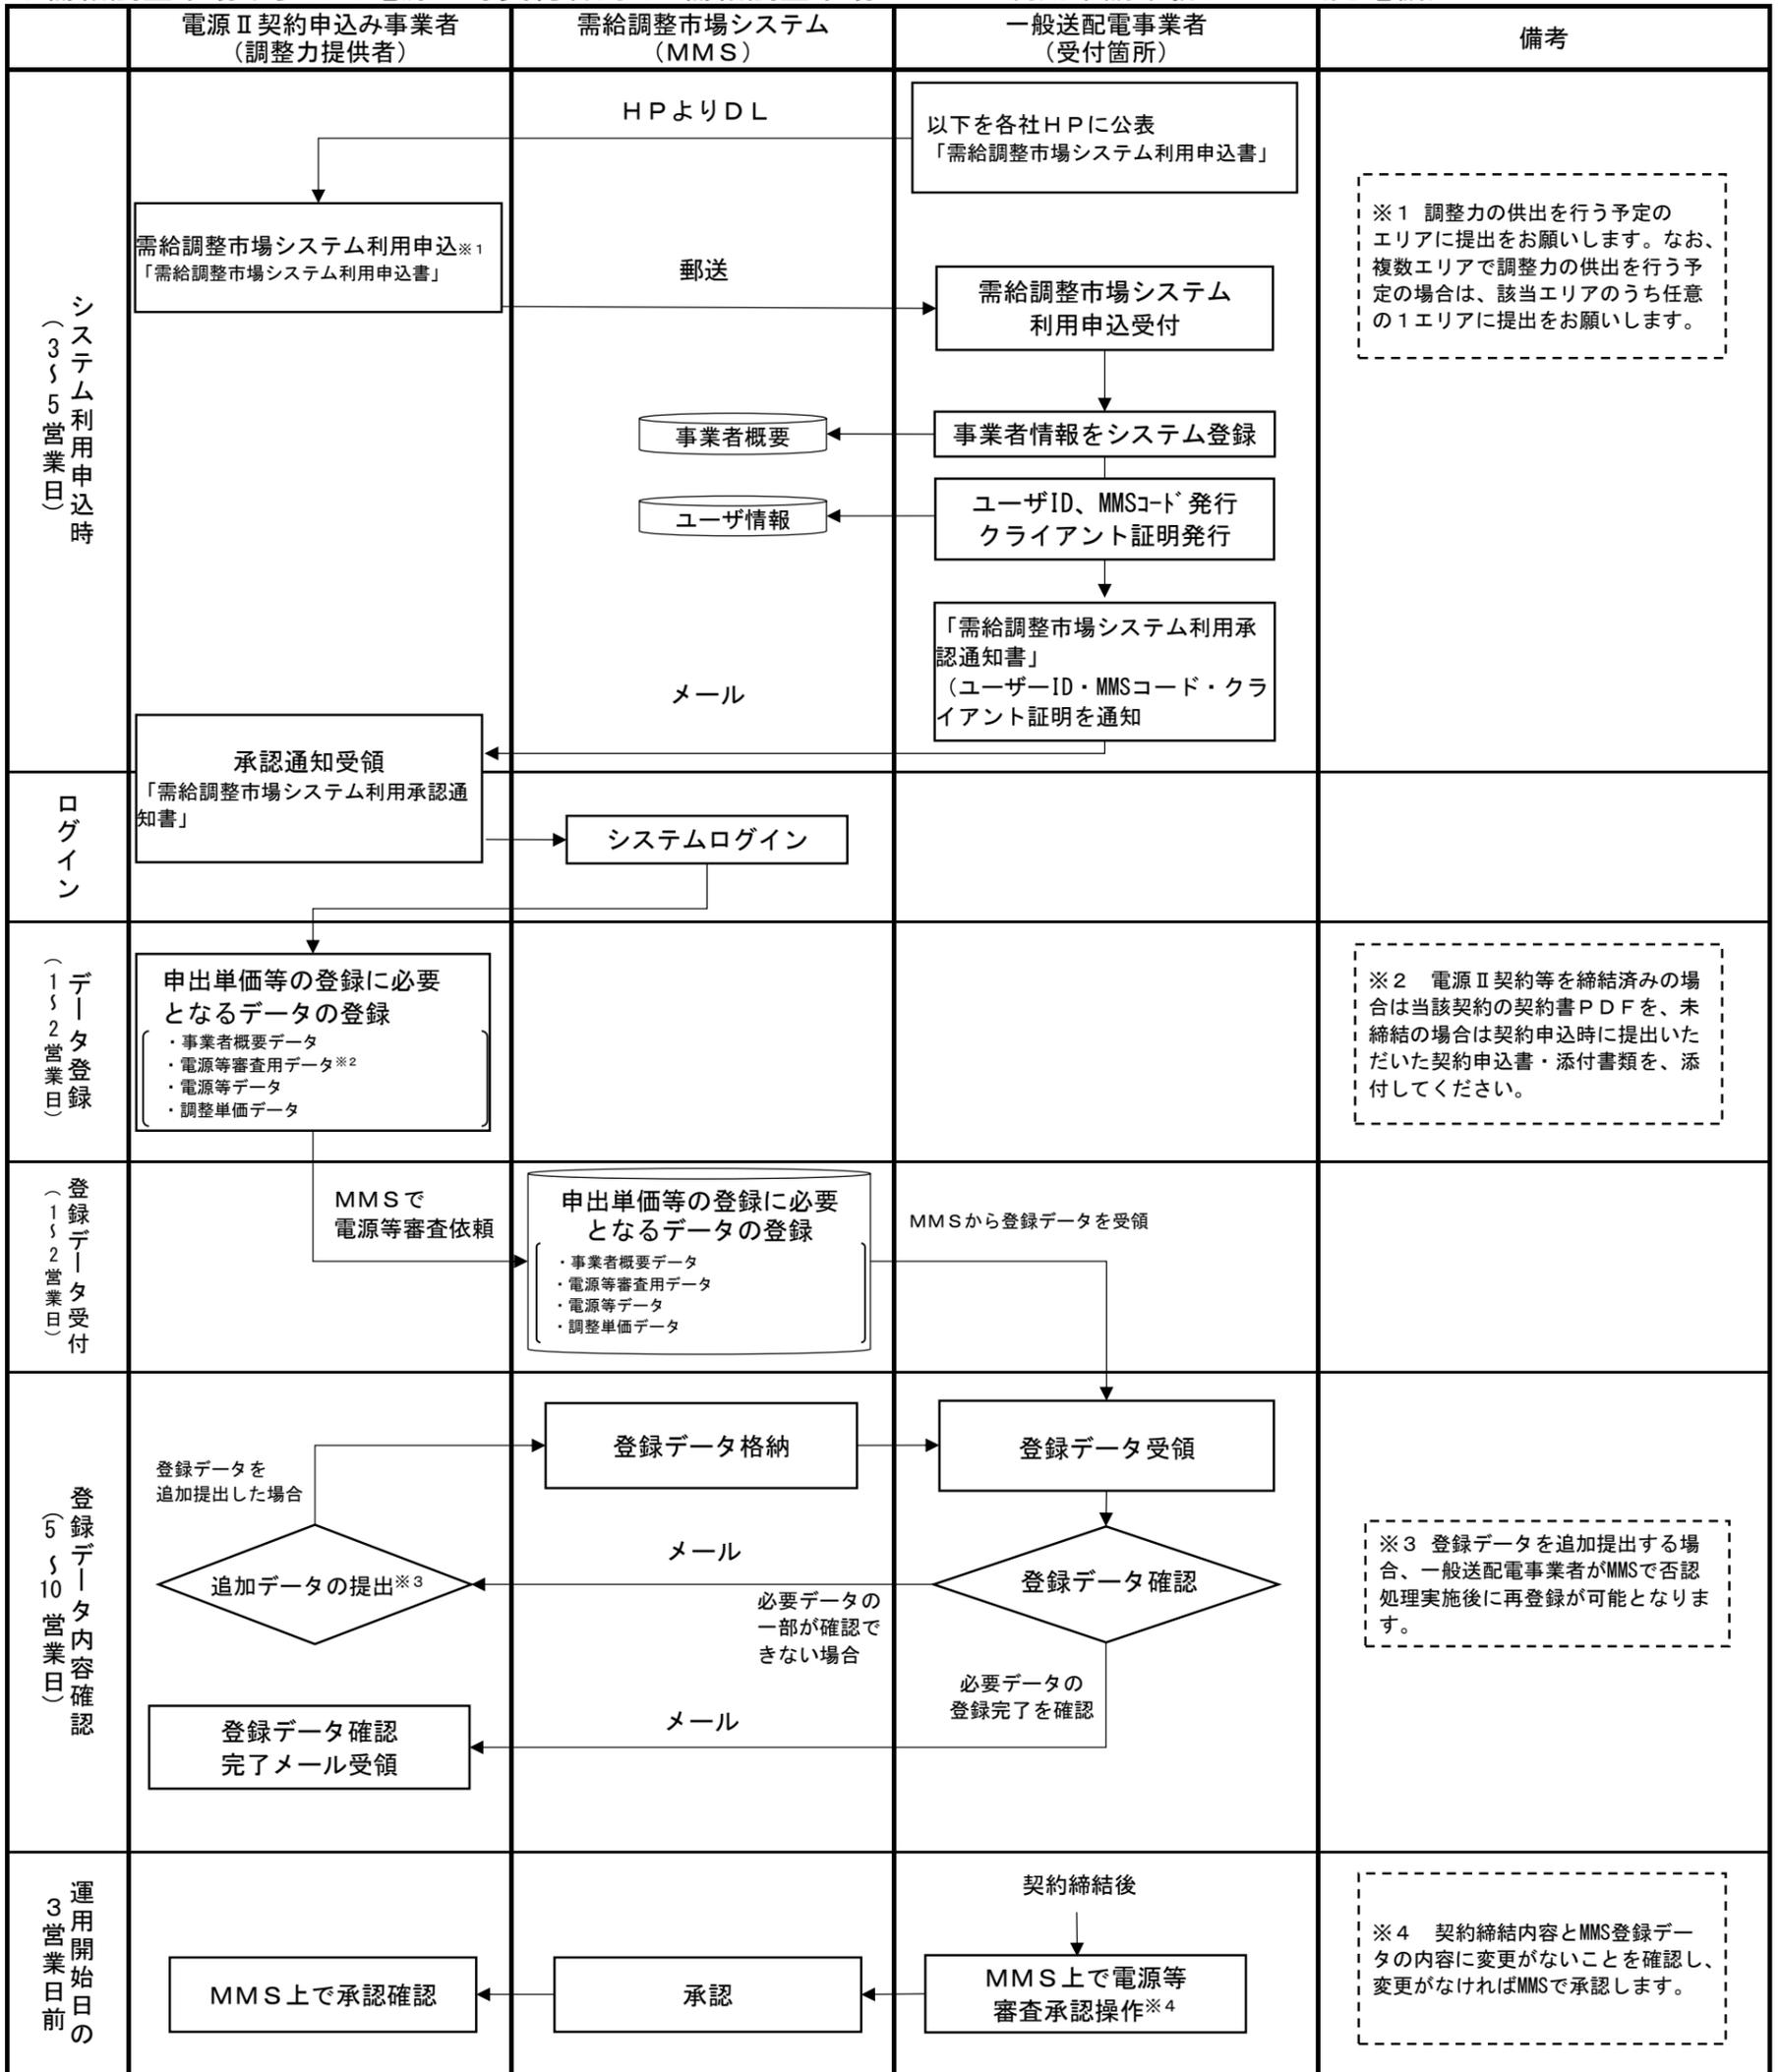 電源Ⅱ契約申込み事業者
（調整力提供者）
需給調整市場システム
（ＭＭＳ）
一般送配電事業者
（受付箇所）
備考
システム利用申込時
（３～５営業日）
ＨＰよりＤＬ
以下を各社ＨＰに公表
「需給調整市場システム利用申込書」
需給調整市場システム利用申込※１
「需給調整市場システム利用申込書」
郵送
需給調整市場システム
利用申込受付
※１ 調整力の供出を行う予定の
エリアに提出をお願いします。なお、
複数エリアで調整力の供出を行う予
定の場合は、該当エリアのうち任意
の１エリアに提出をお願いします。
事業者概要
事業者情報をシステム登録
ユーザ情報
ユーザID、MMSｺｰﾄﾞ発行
クライアント証明発行
「需給調整市場システム利用承
認通知書」
（ユーザーID・MMSコード・クラ
イアント証明を通知
メール
承認通知受領
「需給調整市場システム利用承認通
知書」
ログイン
システムログイン
データ登録
（１～２営業日）
申出単価等の登録に必要
となるデータの登録
・事業者概要データ
・電源等審査用データ※２
・電源等データ
・調整単価データ
※２　電源Ⅱ契約等を締結済みの場
合は当該契約の契約書ＰＤＦを、未
締結の場合は契約申込時に提出いた
だいた契約申込書・添付書類を、添
付してください。
登録データ受付
（１～２営業日）
ＭＭＳで
電源等審査依頼
申出単価等の登録に必要
となるデータの登録
・事業者概要データ
・電源等審査用データ
・電源等データ
・調整単価データ
ＭＭＳから登録データを受領
登録データ内容確認
（５～10営業日）
登録データを
追加提出した場合
登録データ格納
登録データ受領
追加データの提出※３
メール
必要データの
一部が確認で
きない場合
登録データ確認
※３ 登録データを追加提出する場
合、一般送配電事業者がMMSで否認
処理実施後に再登録が可能となりま
す。
必要データの
登録完了を確認
メール
登録データ確認
完了メール受領
運用開始日の
３営業日前
契約締結後
ＭＭＳ上で電源等
審査承認操作※４
承認
ＭＭＳ上で承認確認
※４　契約締結内容とMMS登録デー
タの内容に変更がないことを確認し、
変更がなければMMSで承認します。